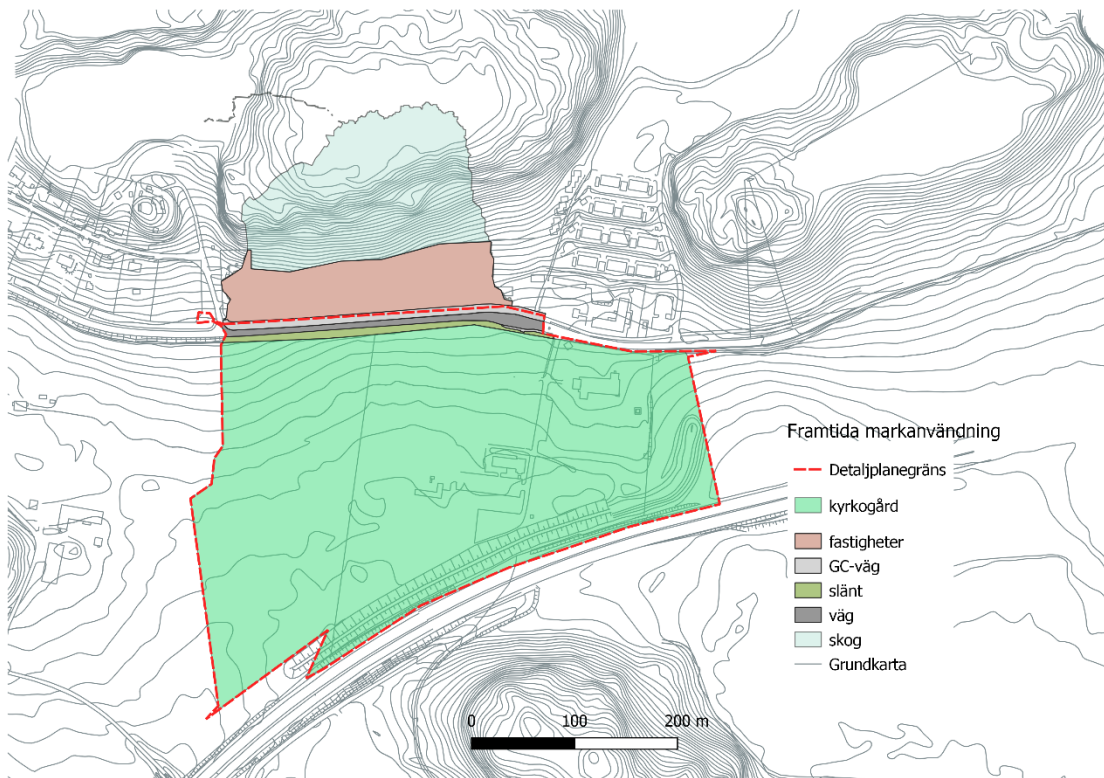 Framtida markanvändning
Detaljplanegräns
kyrkogård
fastigheter
GC-väg
slänt
väg
skog
Grundkarta
0 100 200 m